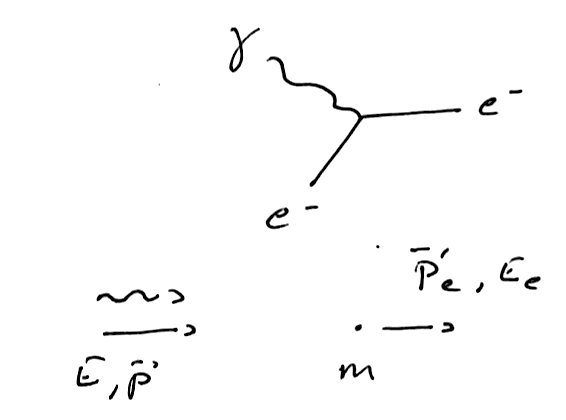 γ
e⁻
e⁻
p̄'e , Ee
E, p̄'
m